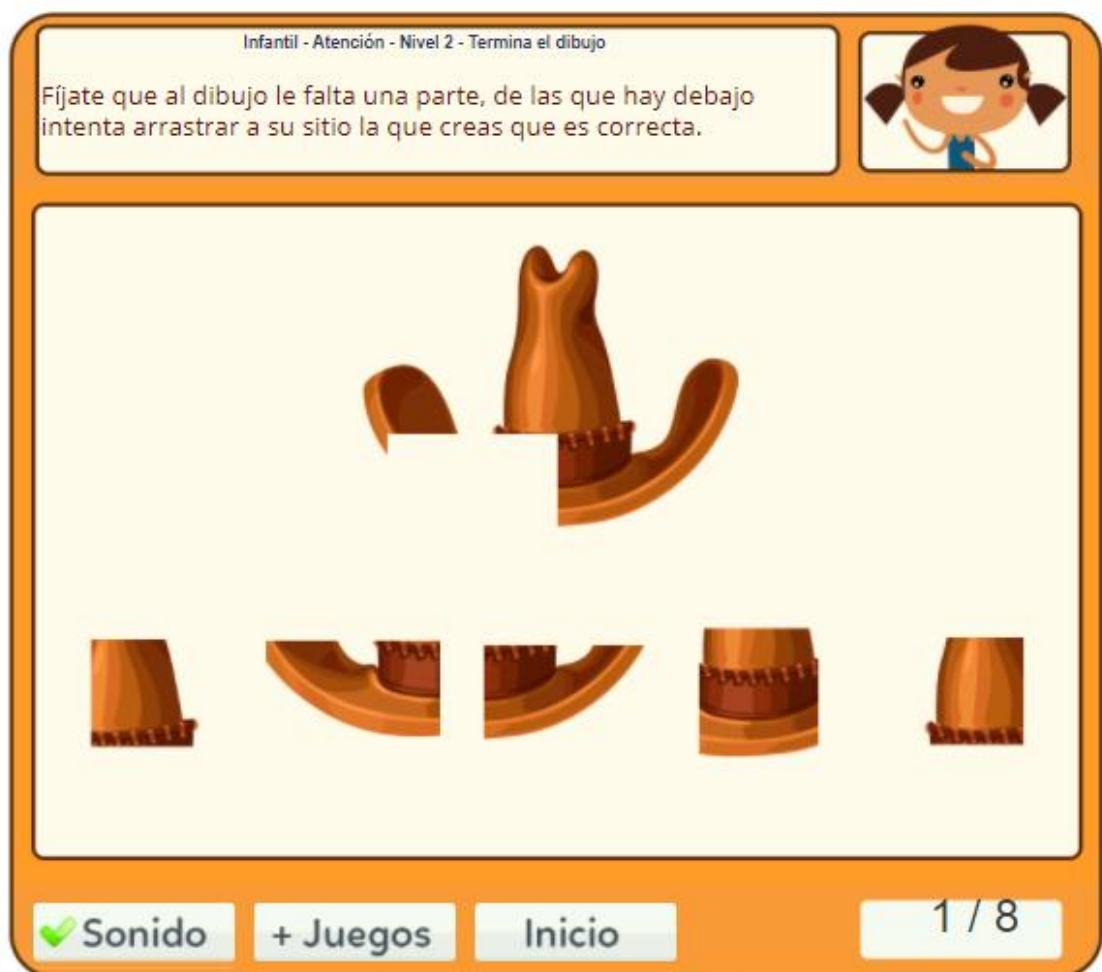 Infantil - Atención - Nivel 2 - Termina el dibujo
Fíjate que al dibujo le falta una parte, de las que hay debajo
intenta arrastrar a su sitio la que creas que es correcta.
Sonido
+ Juegos
Inicio
1 / 8